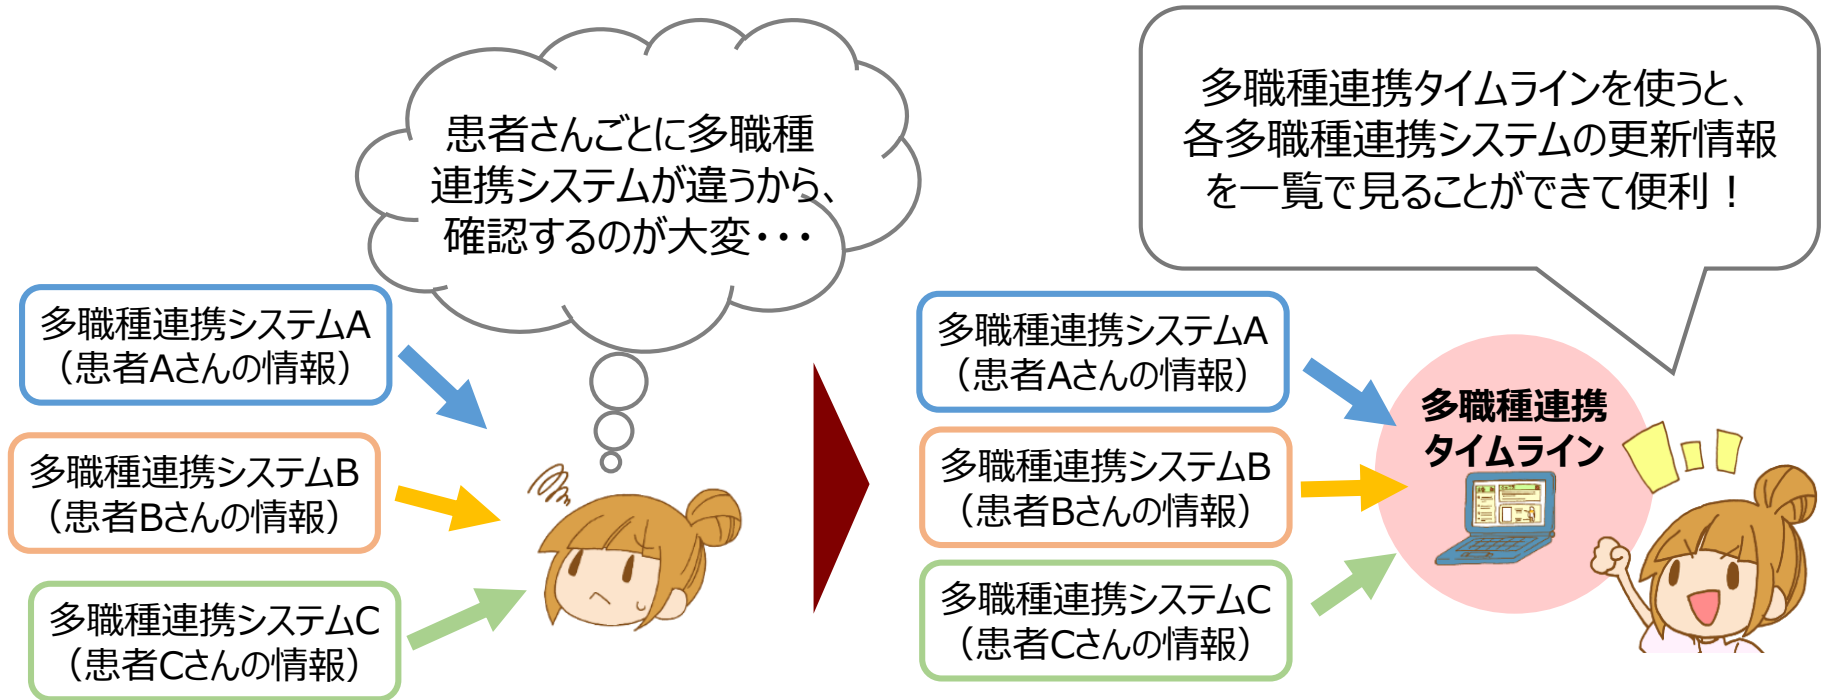 患者さんごとに多職種
連携システムが違うから、
確認するのが大変・・・
多職種連携システムA
（患者Aさんの情報）
多職種連携システムB
（患者Bさんの情報）
多職種連携システムC
（患者Cさんの情報）
多職種連携タイムラインを使うと、
各多職種連携システムの更新情報
を一覧で見ることができて便利！
多職種連携システムA
（患者Aさんの情報）
多職種連携システムB
（患者Bさんの情報）
多職種連携システムC
（患者Cさんの情報）
多職種連携
タイムライン